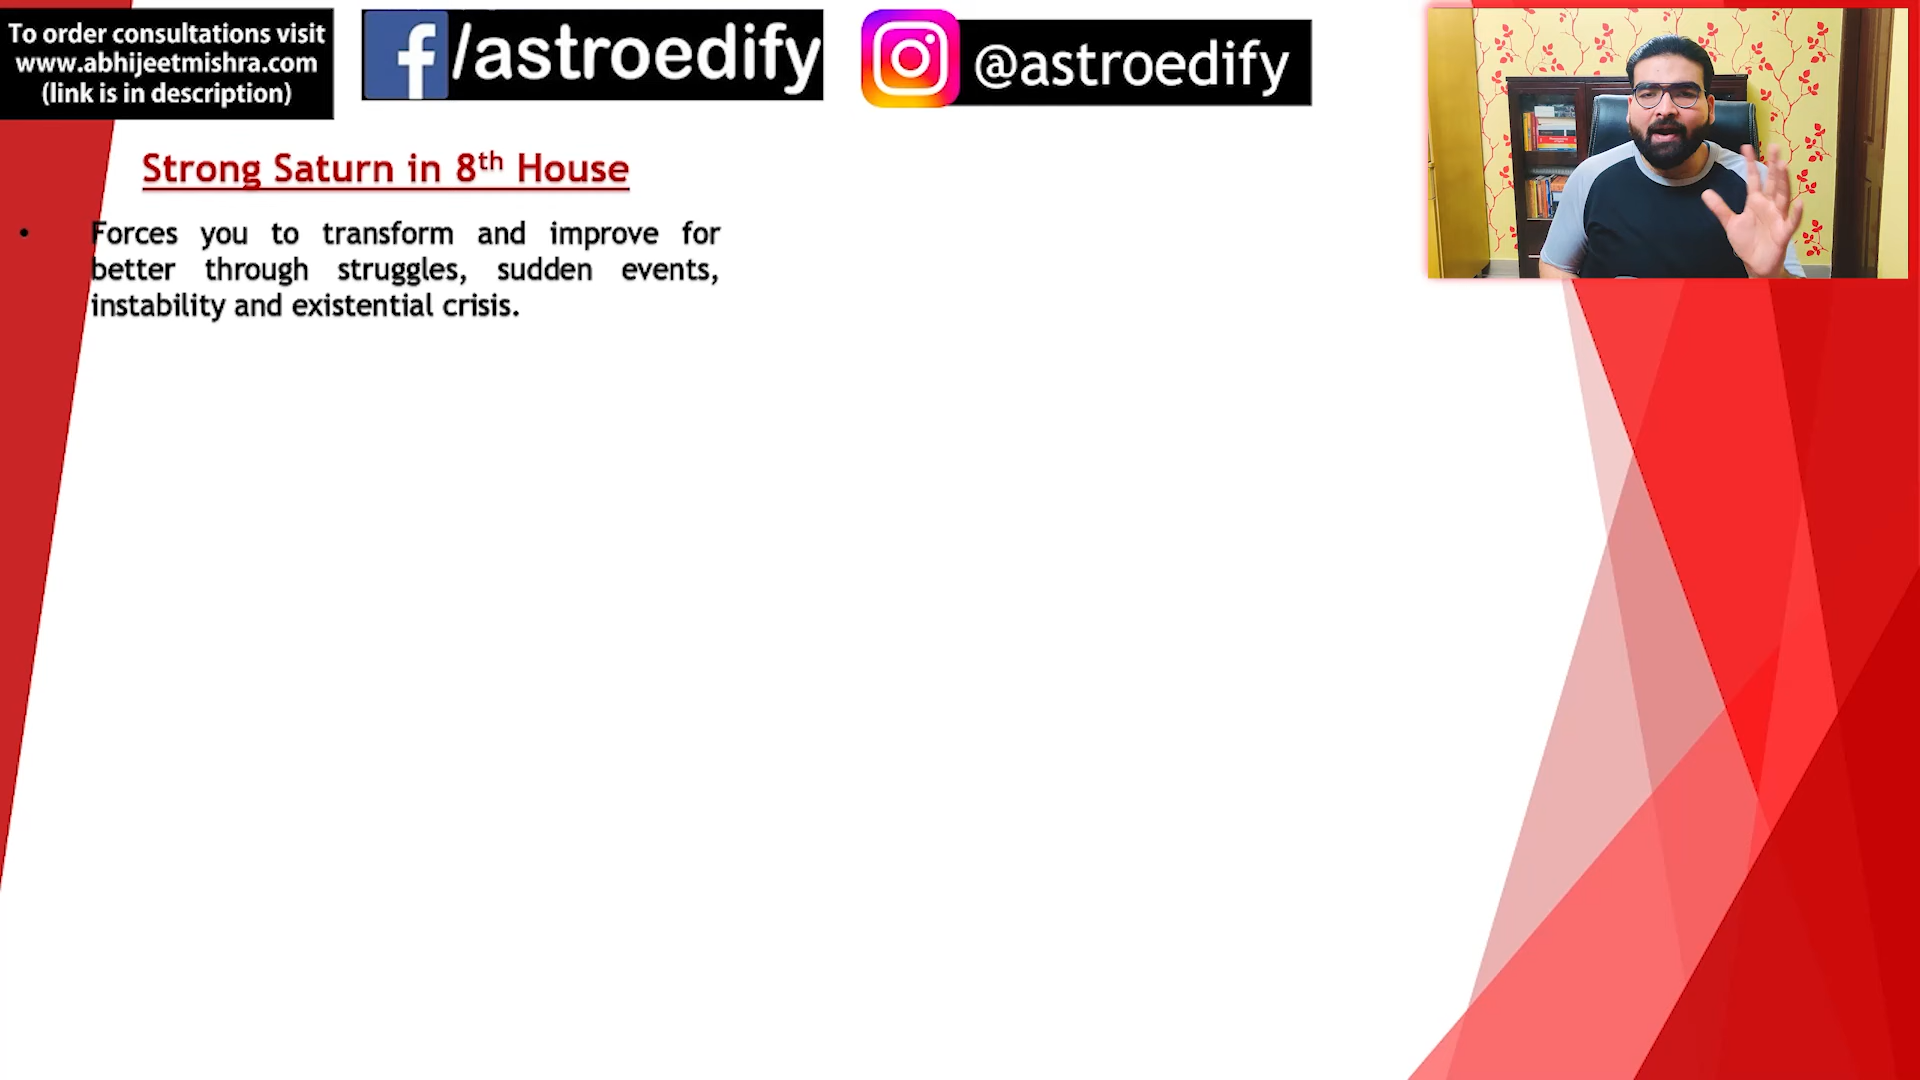 To order consultations visit
www.abhijeetmishra.com
(link is in description)
f/astroedify
@astroedify
Strong Saturn in 8th House
• Forces you to transform and improve for
better through struggles, sudden events,
instability and existential crisis.